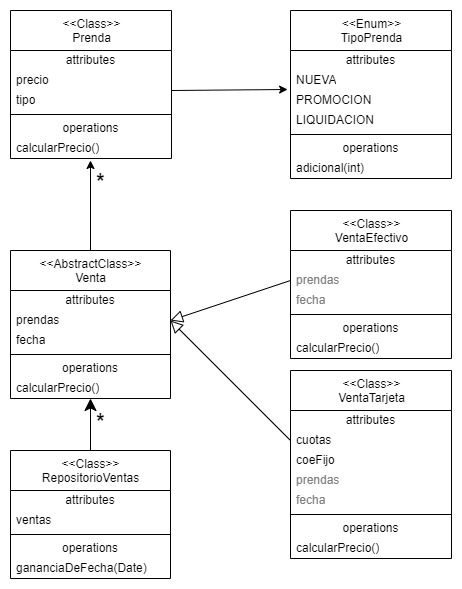 <<Class>>
Prenda
attributes
precio
tipo
operations
calcularPrecio()
<<Enum>>
TipoPrenda
attributes
NUEVA
PROMOCION
LIQUIDACION
operations
adicional(int)
*
<<AbstractClass>>
Venta
attributes
prendas
fecha
operations
calcularPrecio()
<<Class>>
VentaEfectivo
attributes
prendas
fecha
operations
calcularPrecio()
<<Class>>
VentaTarjeta
attributes
cuotas
coeFijo
prendas
fecha
operations
calcularPrecio()
*
<<Class>>
RepositorioVentas
attributes
ventas
operations
gananciaDeFecha(Date)